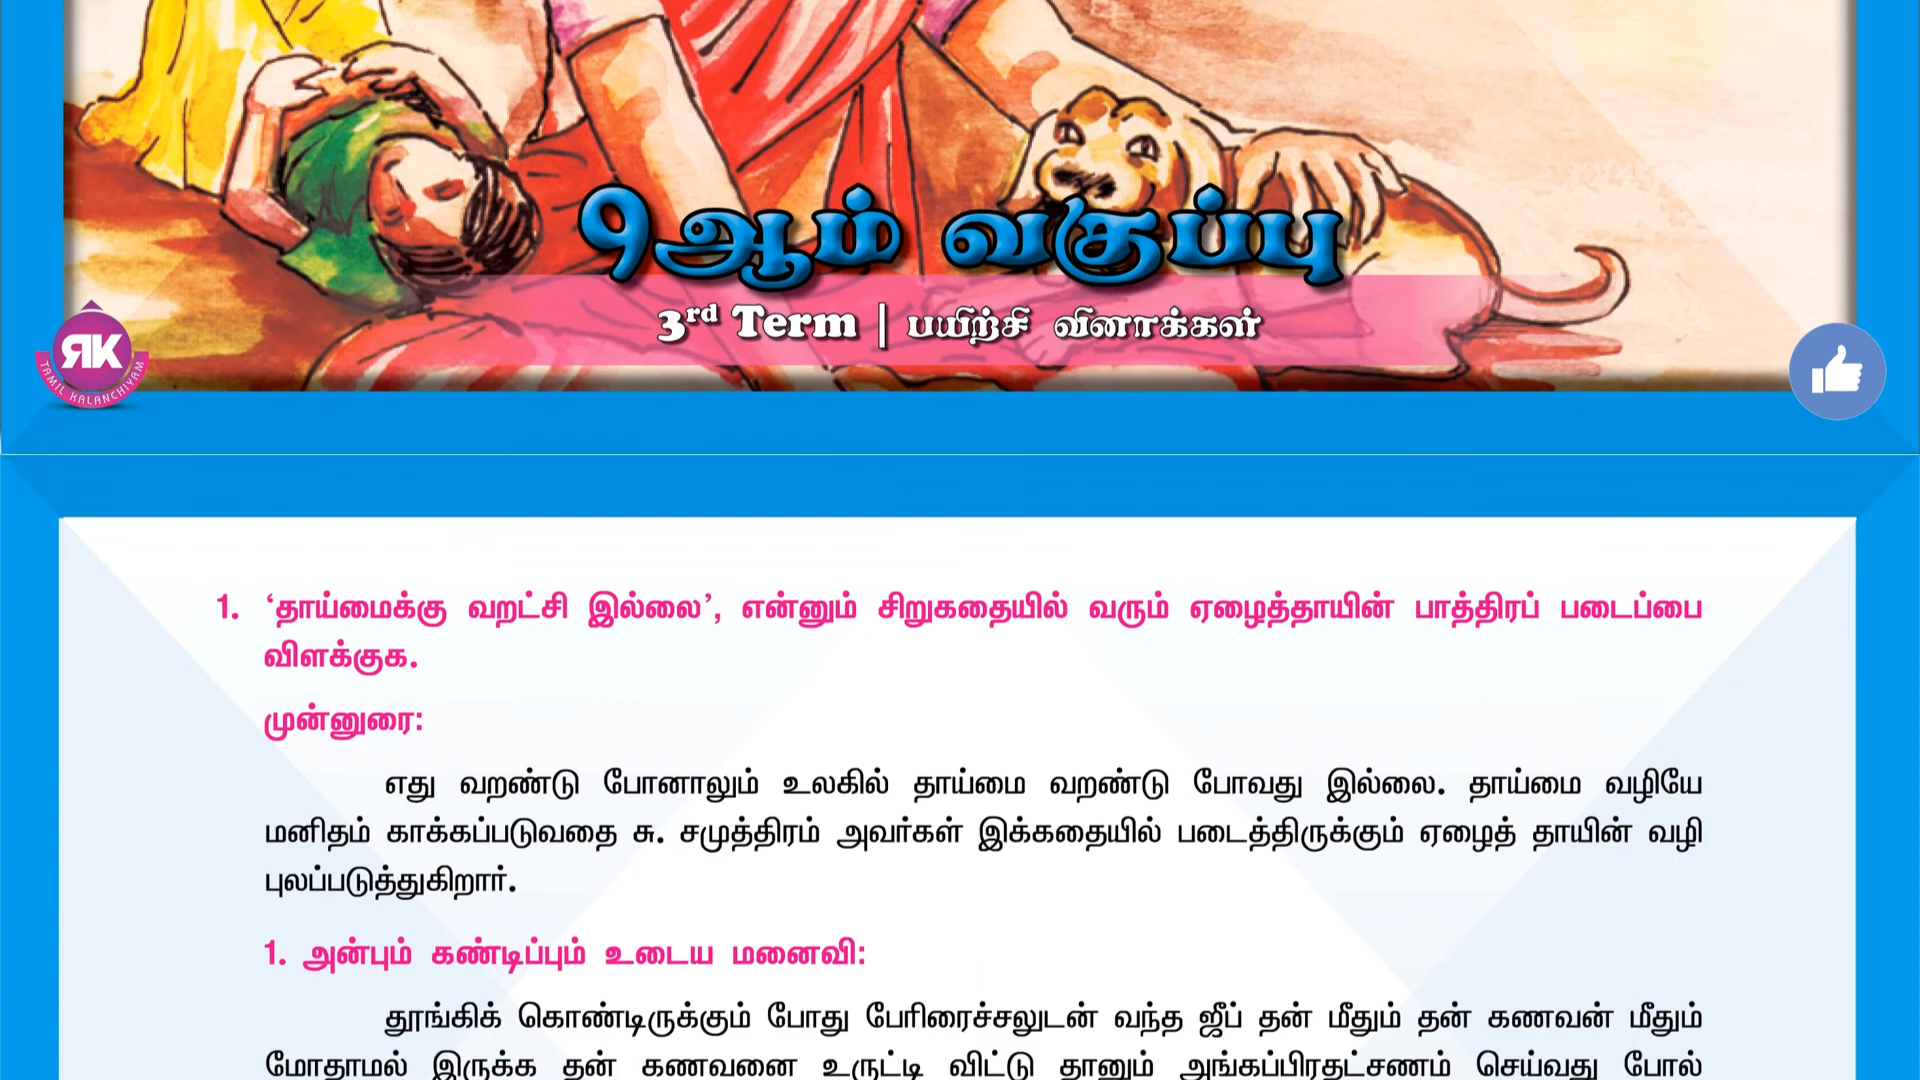 9ஆம் வகுப்பு
3rd Term | பயிற்சி வினாக்கள்
ЯK
TAMIL KALANCHIYAM
1. ‘தாய்மைக்கு வறட்சி இல்லை’, என்னும் சிறுகதையில் வரும் ஏழைத்தாயின் பாத்திரப் படைப்பை
விளக்குக.
முன்னுரை:
எது வறண்டு போனாலும் உலகில் தாய்மை வறண்டு போவது இல்லை. தாய்மை வழியே
மனிதம் காக்கப்படுவதை சு. சமுத்திரம் அவர்கள் இக்கதையில் படைத்திருக்கும் ஏழைத் தாயின் வழி
புலப்படுத்துகிறார்.
1. அன்பும் கண்டிப்பும் உடைய மனைவி:
தூங்கிக் கொண்டிருக்கும் போது பேரிரைச்சலுடன் வந்த ஜீப் தன் மீதும் தன் கணவன் மீதும்
மோதாமல் இருக்க தன் கணவனை உருட்டி விட்டு தானும் அங்கப்பிரதட்சணம் செய்வது போல்